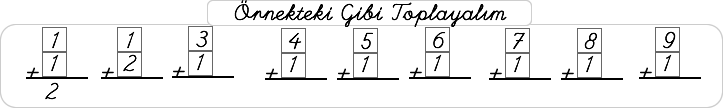 Örnekteki Gibi Toplayalım
1 1 3 4 5 6 7 8 9
+ 1 + 2 + 1 + 1 + 1 + 1 + 1 + 1 + 1
2